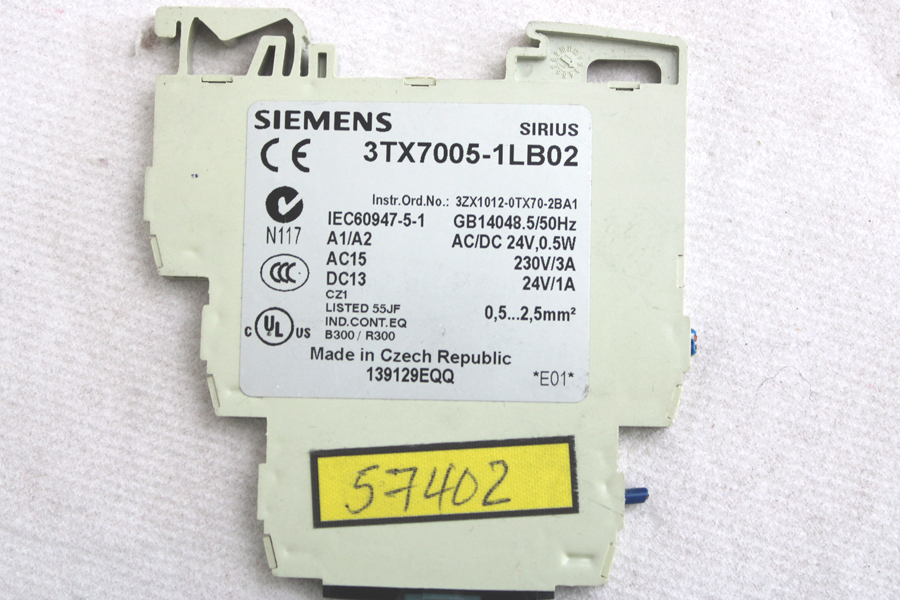 SIEMENS SIRIUS
CE 3TX7005-1LB02
Instr.Ord.No.: 3ZX1012-0TX70-2BA1
IEC60947-5-1 GB14048.5/50Hz
N117 A1/A2 AC/DC 24V,0.5W
AC15 230V/3A
CCC DC13 24V/1A
CZ1
LISTED 55JF 0,5...2,5mm²
IND.CONT.EQ
C UL US B300 / R300
Made in Czech Republic
139129EQQ *E01*
57402